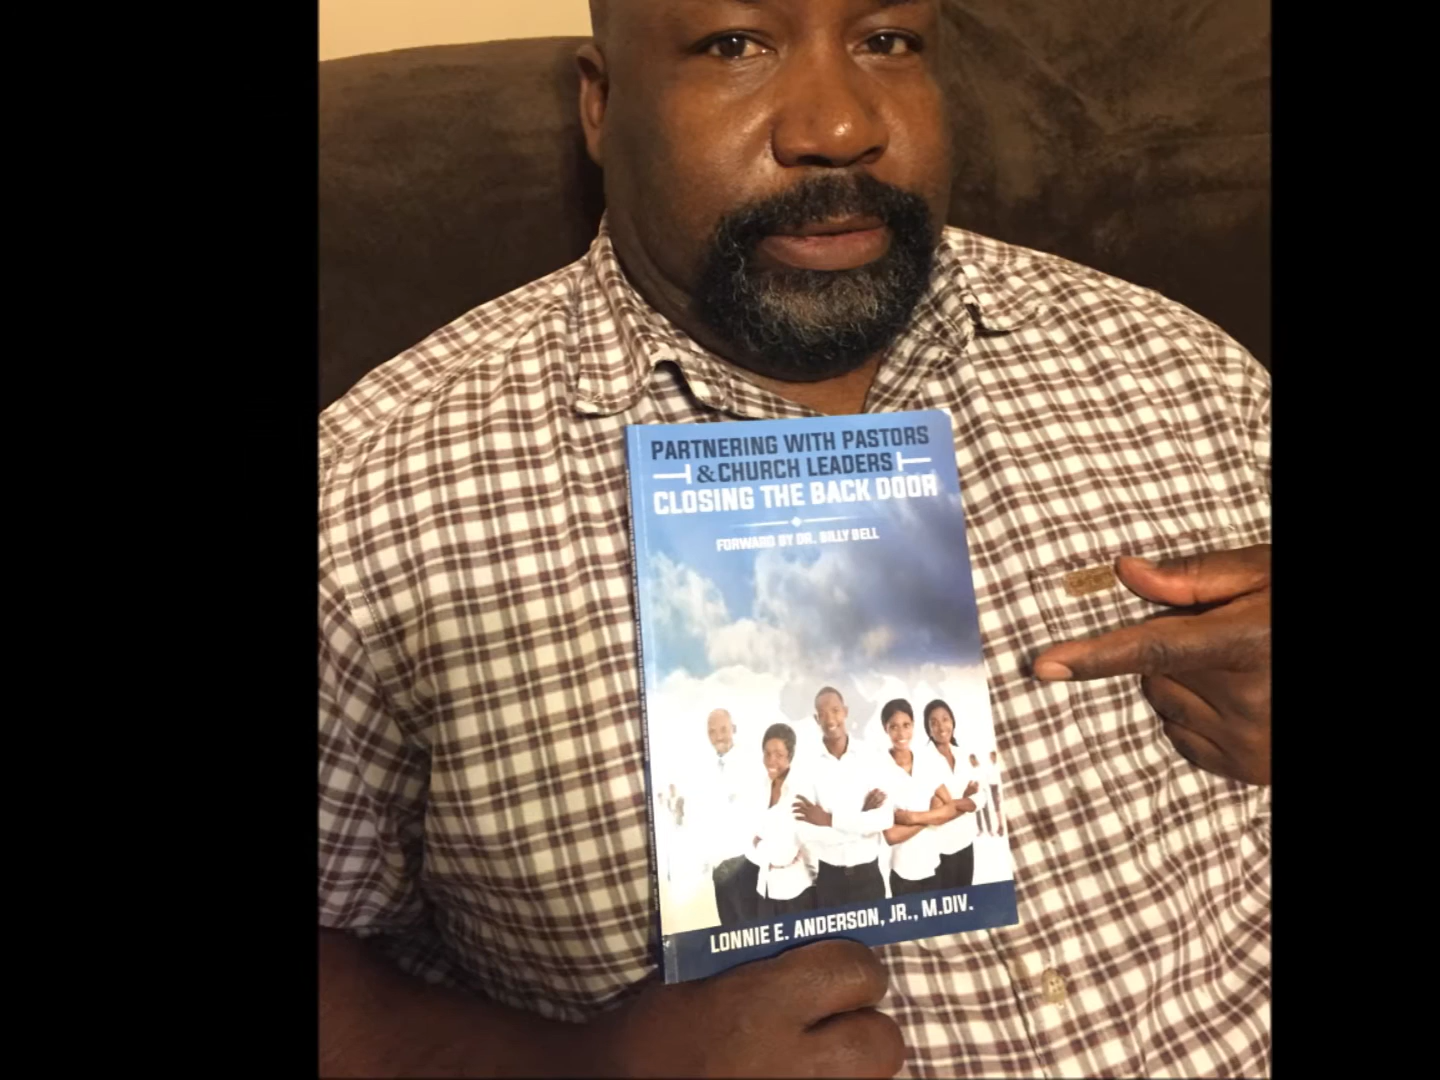 PARTNERING WITH PASTORS
& CHURCH LEADERS
CLOSING THE BACK DOOR
FORWARD BY DR. BILLY BELL
LONNIE E. ANDERSON, JR., M.DIV.